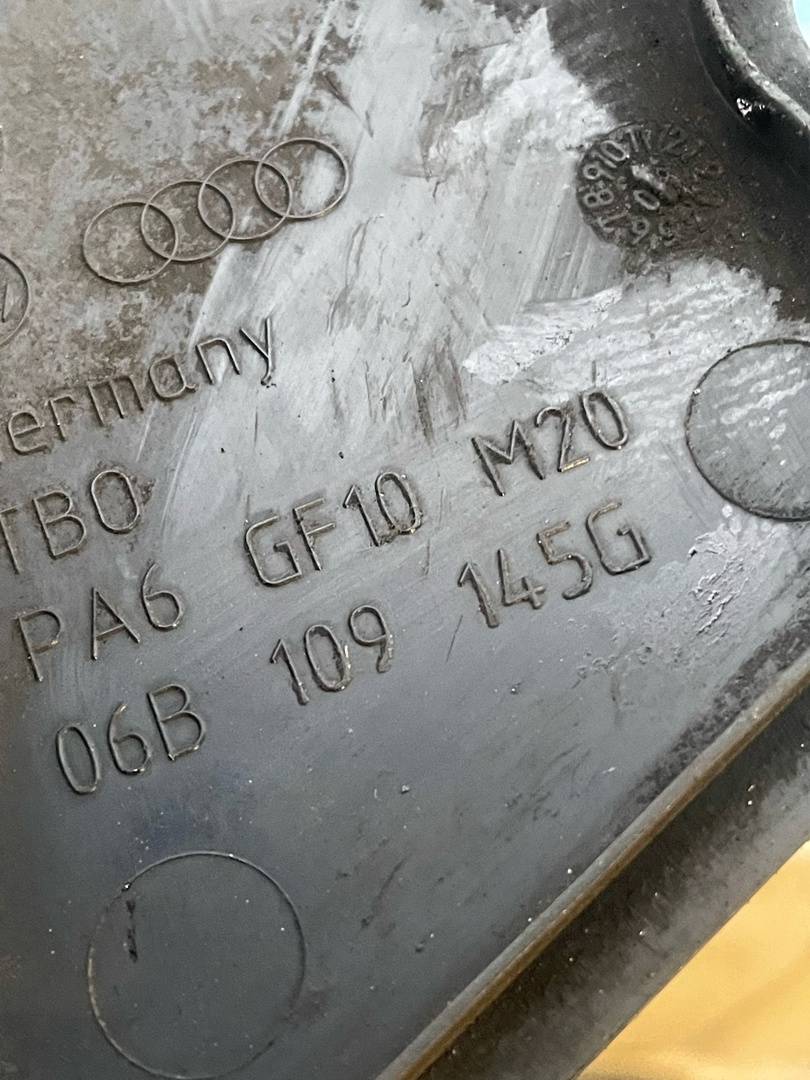 ermany
TBO
PA6 GF10 M20
06B 109 145G